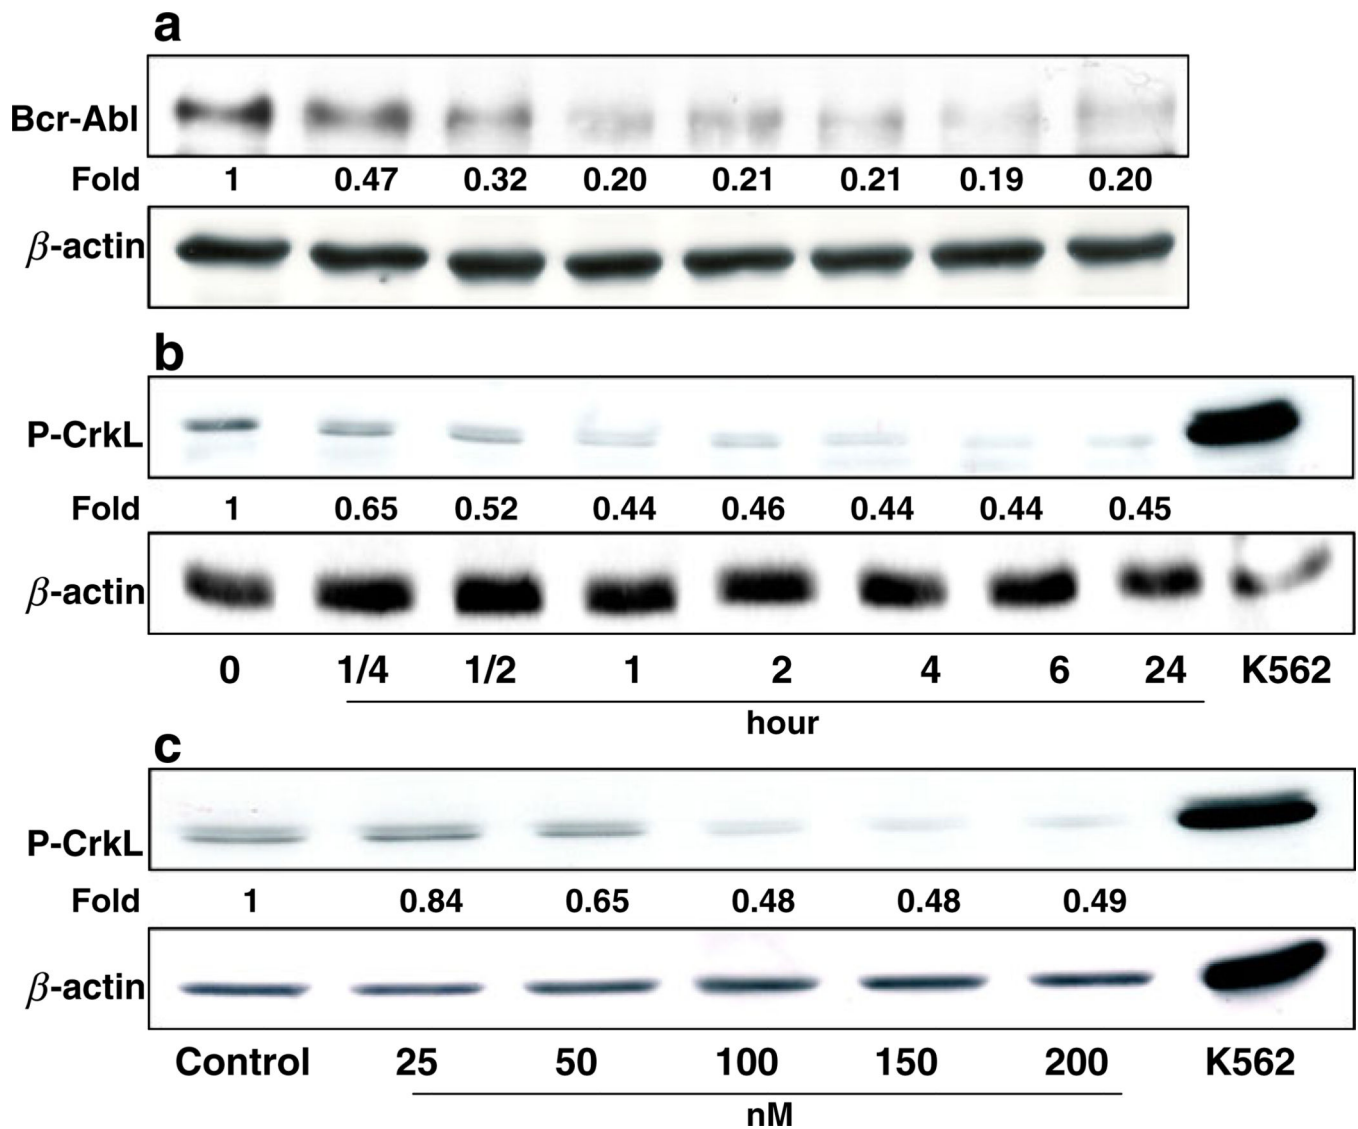 a
Bcr-Abl
Fold 1 0.47 0.32 0.20 0.21 0.21 0.19 0.20
β-actin
b
P-CrkL
Fold 1 0.65 0.52 0.44 0.46 0.44 0.44 0.45
β-actin
0 1/4 1/2 1 2 4 6 24 K562
hour
c
P-CrkL
Fold 1 0.84 0.65 0.48 0.48 0.49
β-actin
Control 25 50 100 150 200 K562
nM